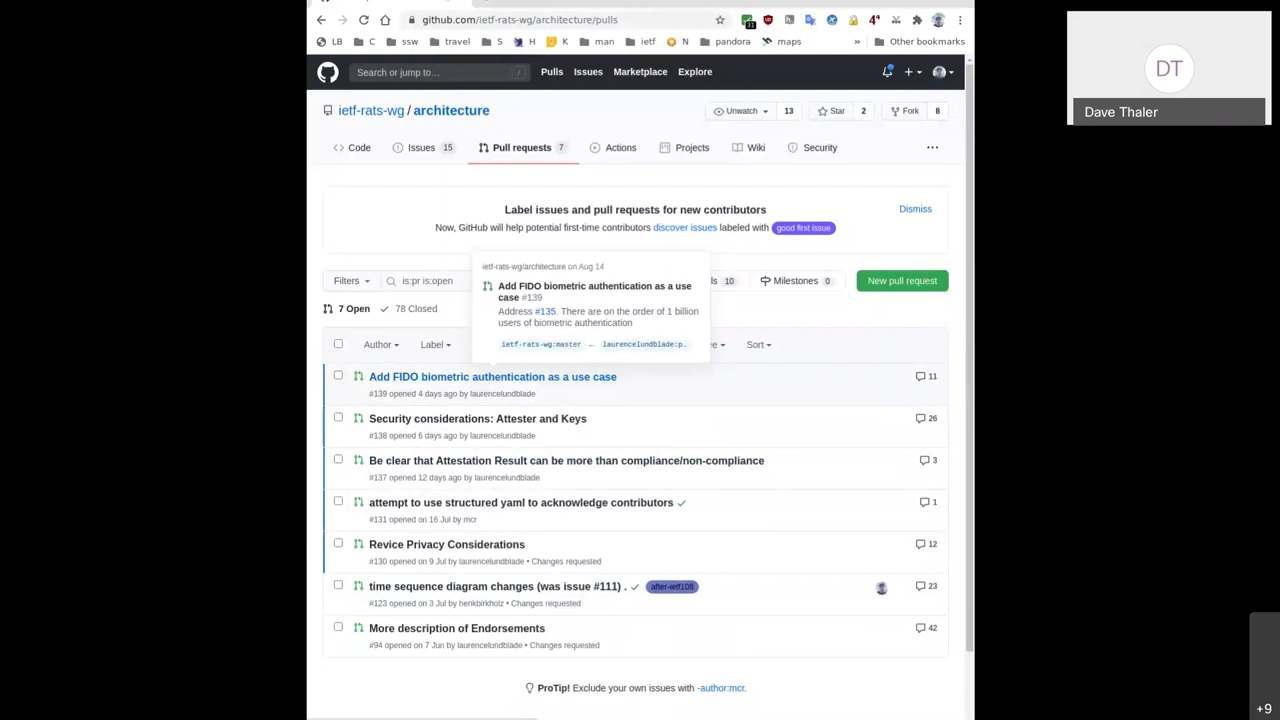 github.com/ietf-rats-wg/architecture/pulls
LB C ssw travel S H K man ietf N pandora maps » Other bookmarks
Search or jump to… / Pulls Issues Marketplace Explore
ietf-rats-wg / architecture
Unwatch 13 Star 2 Fork 8
Code Issues 15 Pull requests 7 Actions Projects Wiki Security
Label issues and pull requests for new contributors
Dismiss
Now, GitHub will help potential first-time contributors discover issues labeled with good first issue
ietf-rats-wg/architecture on Aug 14
Add FIDO biometric authentication as a use
case #139
Address #135. There are on the order of 1 billion
users of biometric authentication
ietf-rats-wg:master ← laurencelundblade:p…
Filters is:pr is:open
ls 10 Milestones 0 New pull request
7 Open 78 Closed
Author Label
ee Sort
Add FIDO biometric authentication as a use case 11
#139 opened 4 days ago by laurencelundblade
Security considerations: Attester and Keys 26
#138 opened 6 days ago by laurencelundblade
Be clear that Attestation Result can be more than compliance/non-compliance 3
#137 opened 12 days ago by laurencelundblade
attempt to use structured yaml to acknowledge contributors 1
#131 opened on 16 Jul by mcr
Revice Privacy Considerations 12
#130 opened on 9 Jul by laurencelundblade • Changes requested
time sequence diagram changes (was issue #111) . after-ietf108 23
#123 opened on 3 Jul by henkbirkholz • Changes requested
More description of Endorsements 42
#94 opened on 7 Jun by laurencelundblade • Changes requested
ProTip! Exclude your own issues with -author:mcr.
DT
Dave Thaler
+9